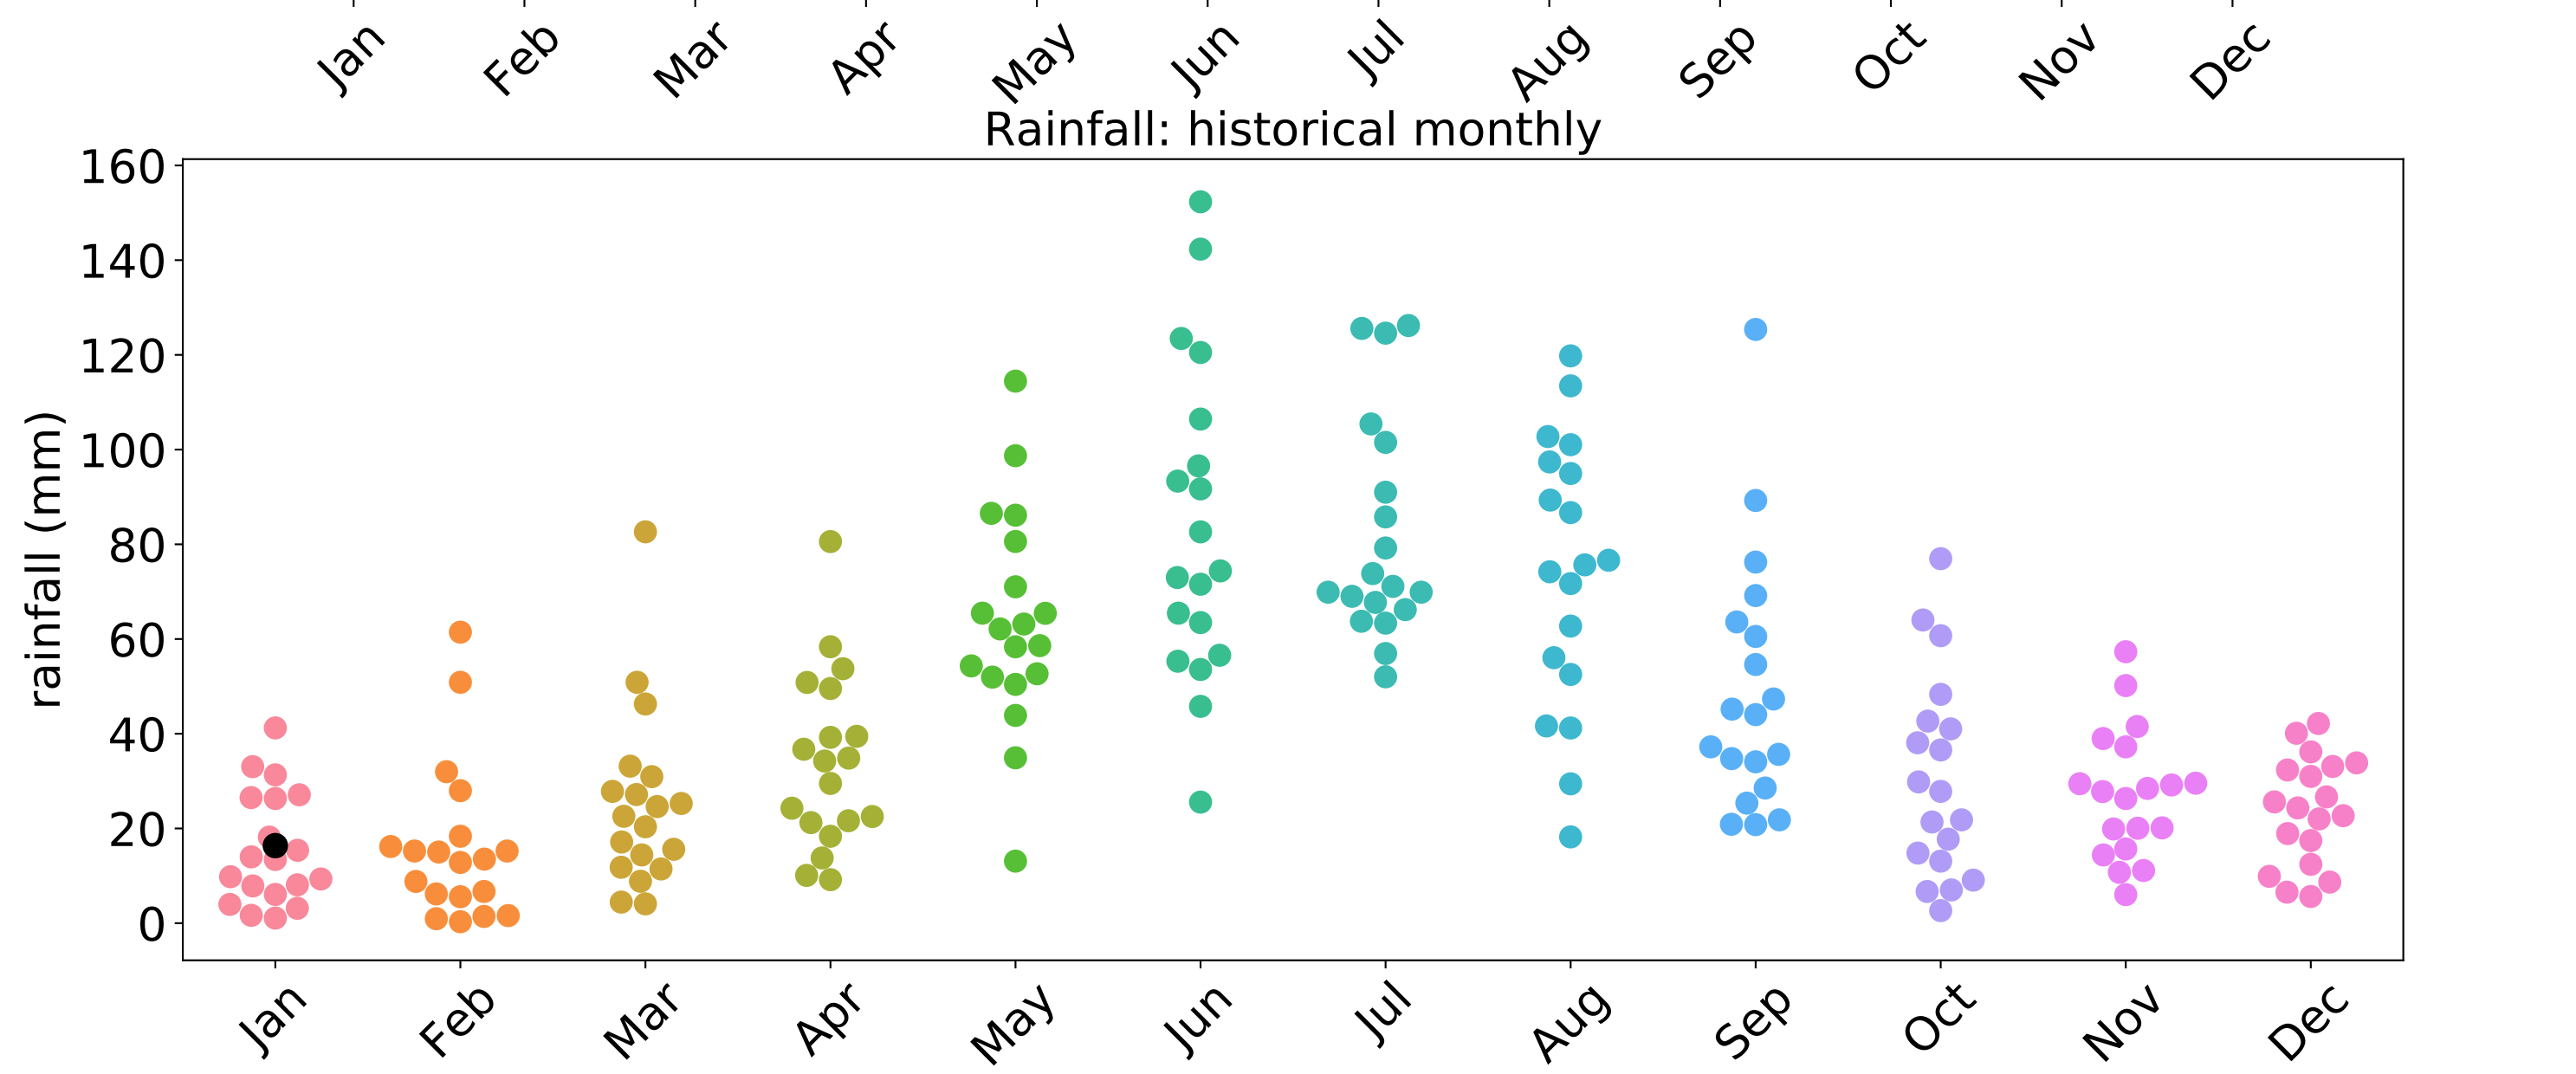 Jan Feb Mar Apr May Jun Jul Aug Sep Oct Nov Dec
Rainfall: historical monthly
160
140
120
100
80
60
40
20
0
rainfall (mm)
Jan Feb Mar Apr May Jun Jul Aug Sep Oct Nov Dec